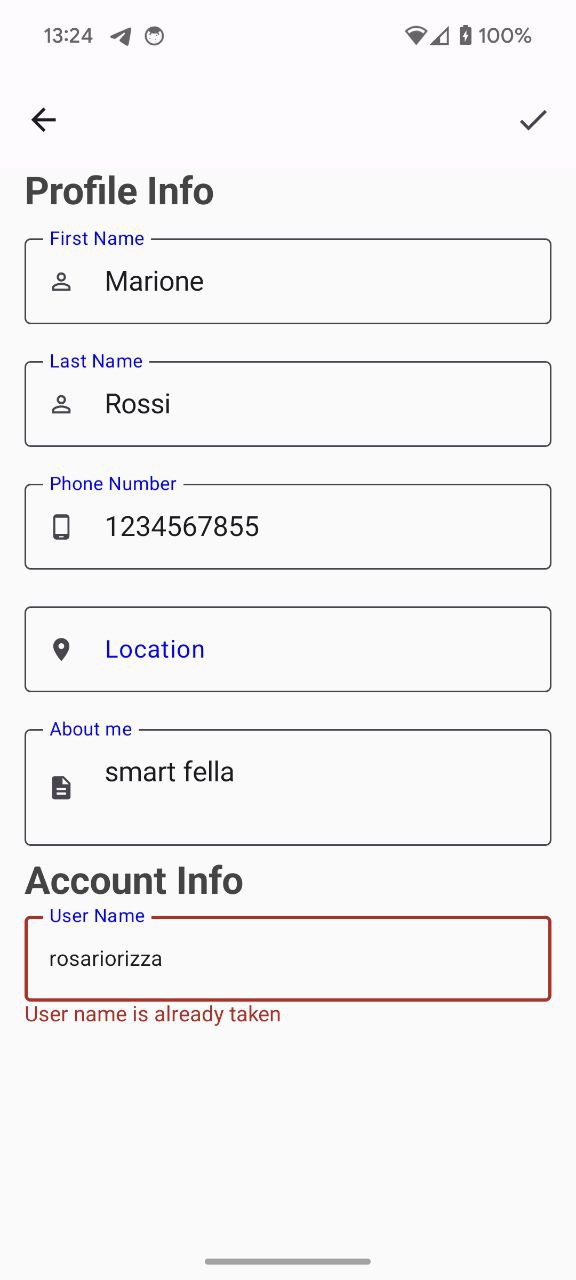 13:24 100%
Profile Info
First Name
Marione
Last Name
Rossi
Phone Number
1234567855
Location
About me
smart fella
Account Info
User Name
rosariorizza
User name is already taken